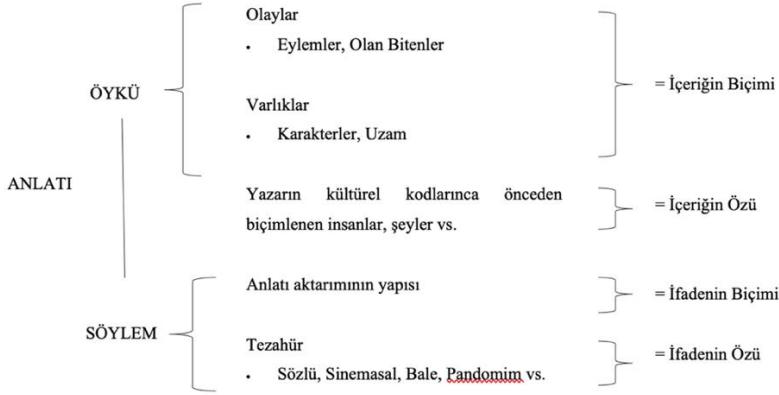 Olaylar
• Eylemler, Olan Bitenler
= İçeriğin Biçimi
ÖYKÜ
Varlıklar
• Karakterler, Uzam
ANLATI
Yazarın kültürel kodlarınca önceden
biçimlenen insanlar, şeyler vs.
= İçeriğin Özü
Anlatı aktarımının yapısı
= İfadenin Biçimi
SÖYLEM
Tezahür
• Sözlü, Sinemasal, Bale, Pandomim vs.
= İfadenin Özü